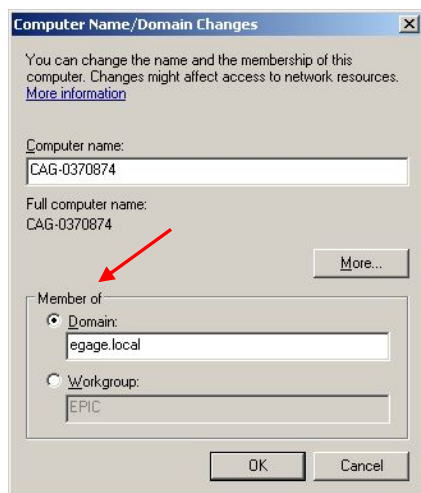 Computer Name/Domain Changes
You can change the name and the membership of this
computer. Changes might affect access to network resources.
More information
Computer name:
CAG-0370874
Full computer name:
CAG-0370874
More...
Member of
Domain:
egage.local
Workgroup:
EPIC
OK
Cancel